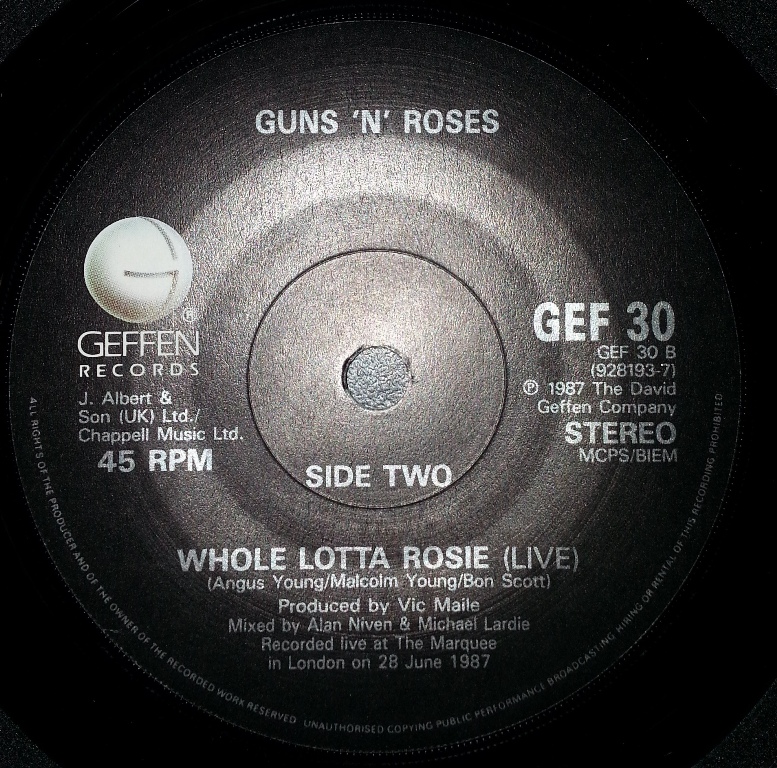 GUNS 'N' ROSES
®
GEFFEN
RECORDS
J. Albert &
Son (UK) Ltd./
Chappell Music Ltd.
45 RPM
GEF 30
GEF 30 B
(928193-7)
℗ 1987 The David
Geffen Company
STEREO
MCPS/BIEM
SIDE TWO
WHOLE LOTTA ROSIE (LIVE)
(Angus Young/Malcolm Young/Bon Scott)
Produced by Vic Maile
Mixed by Alan Niven & Michael Lardie
Recorded live at The Marquee
in London on 28 June 1987
ALL RIGHTS OF THE PRODUCER AND OF THE OWNER OF THE RECORDED WORK RESERVED UNAUTHORISED COPYING PUBLIC PERFORMANCE BROADCASTING HIRING OR RENTAL OF THIS RECORDING PROHIBITED